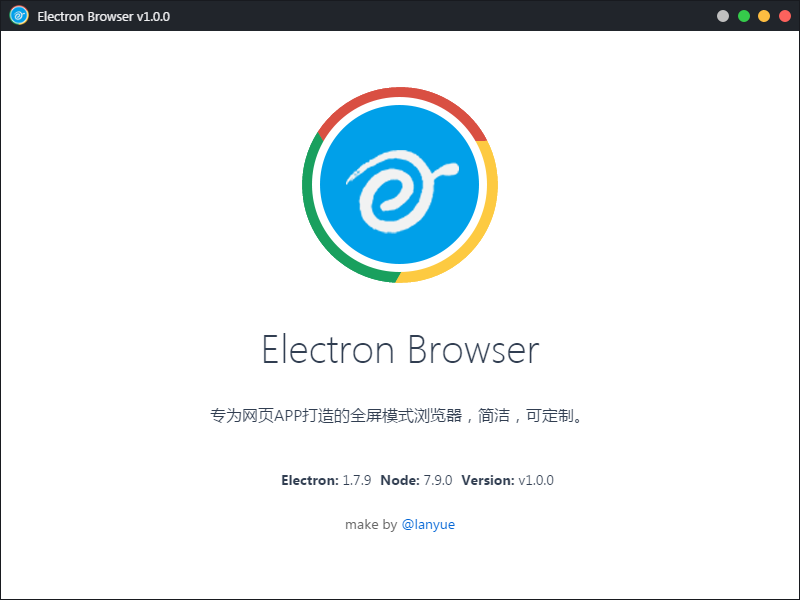 Electron Browser v1.0.0
Electron Browser
专为网页APP打造的全屏模式浏览器，简洁，可定制。
Electron: 1.7.9 Node: 7.9.0 Version: v1.0.0
make by @lanyue